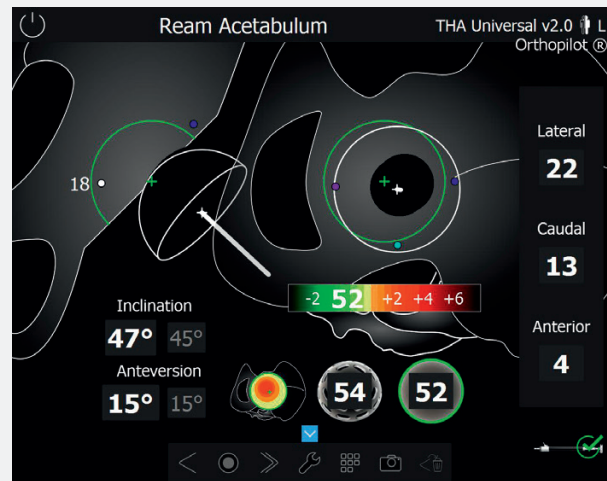 Ream Acetabulum
THA Universal v2.0 L
Orthopilot ®
18
Lateral
22
Caudal
13
Anterior
4
-2 52 +2 +4 +6
Inclination
47° 45°
Anteversion
15° 15°
54
52